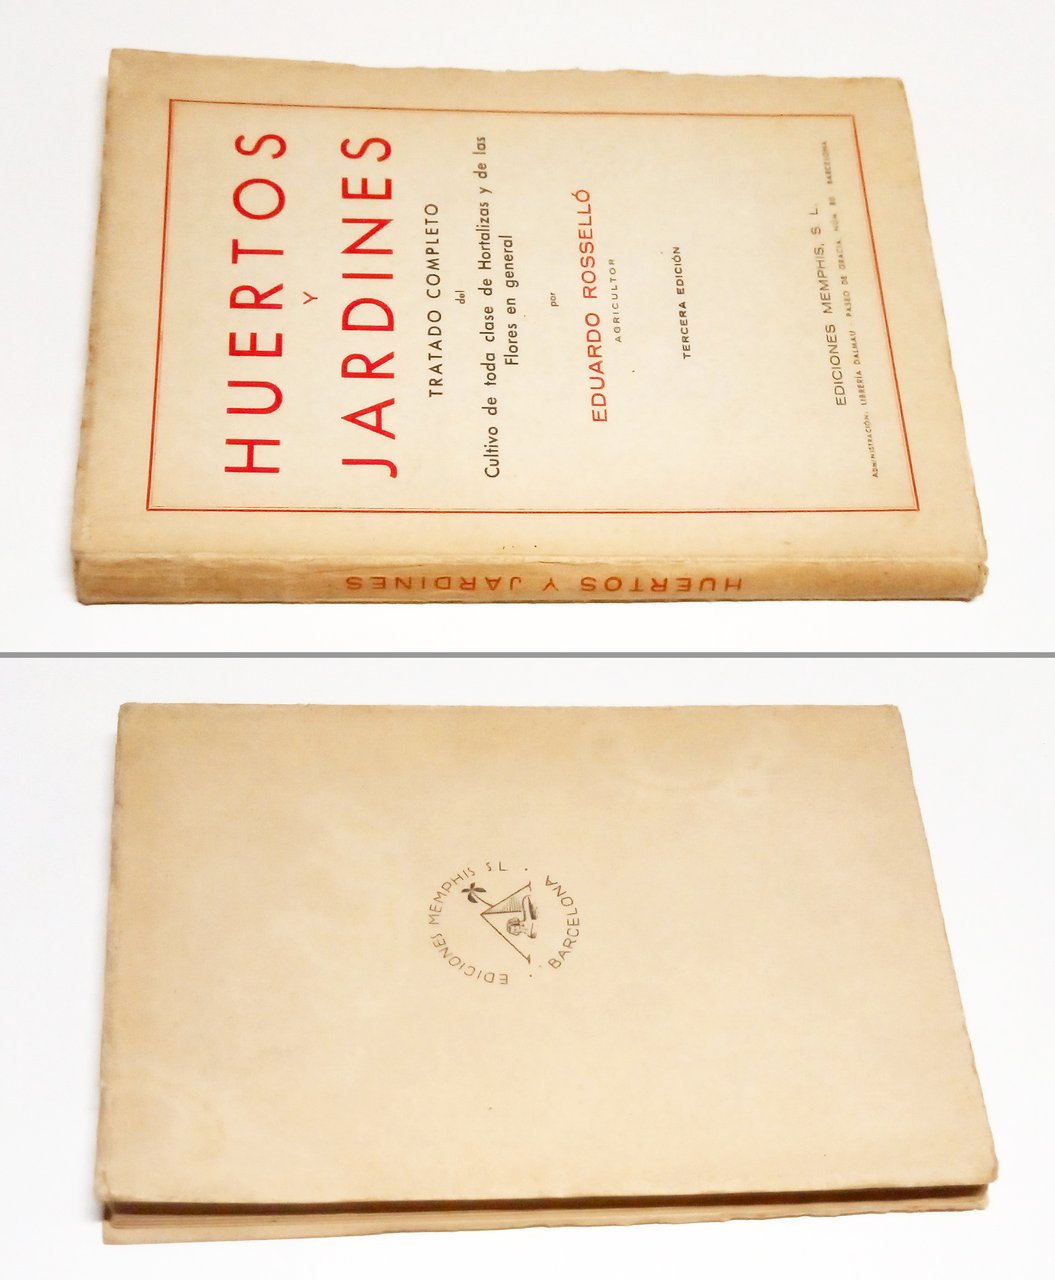 HUERTOS
Y
JARDINES
TRATADO COMPLETO
del
Cultivo de toda clase de Hortalizas y de las
Flores en general
por
EDUARDO ROSSELLÓ
AGRICULTOR
TERCERA EDICIÓN
EDICIONES MEMPHIS, S. L.
PASEO DE GRACIA, NÚM. 80 BARCELONA
ADMINISTRACIÓN, LIBRERÍA DALMAU
HUERTOS Y JARDINES
EDICIONES MEMPHIS S L
BARCELONA